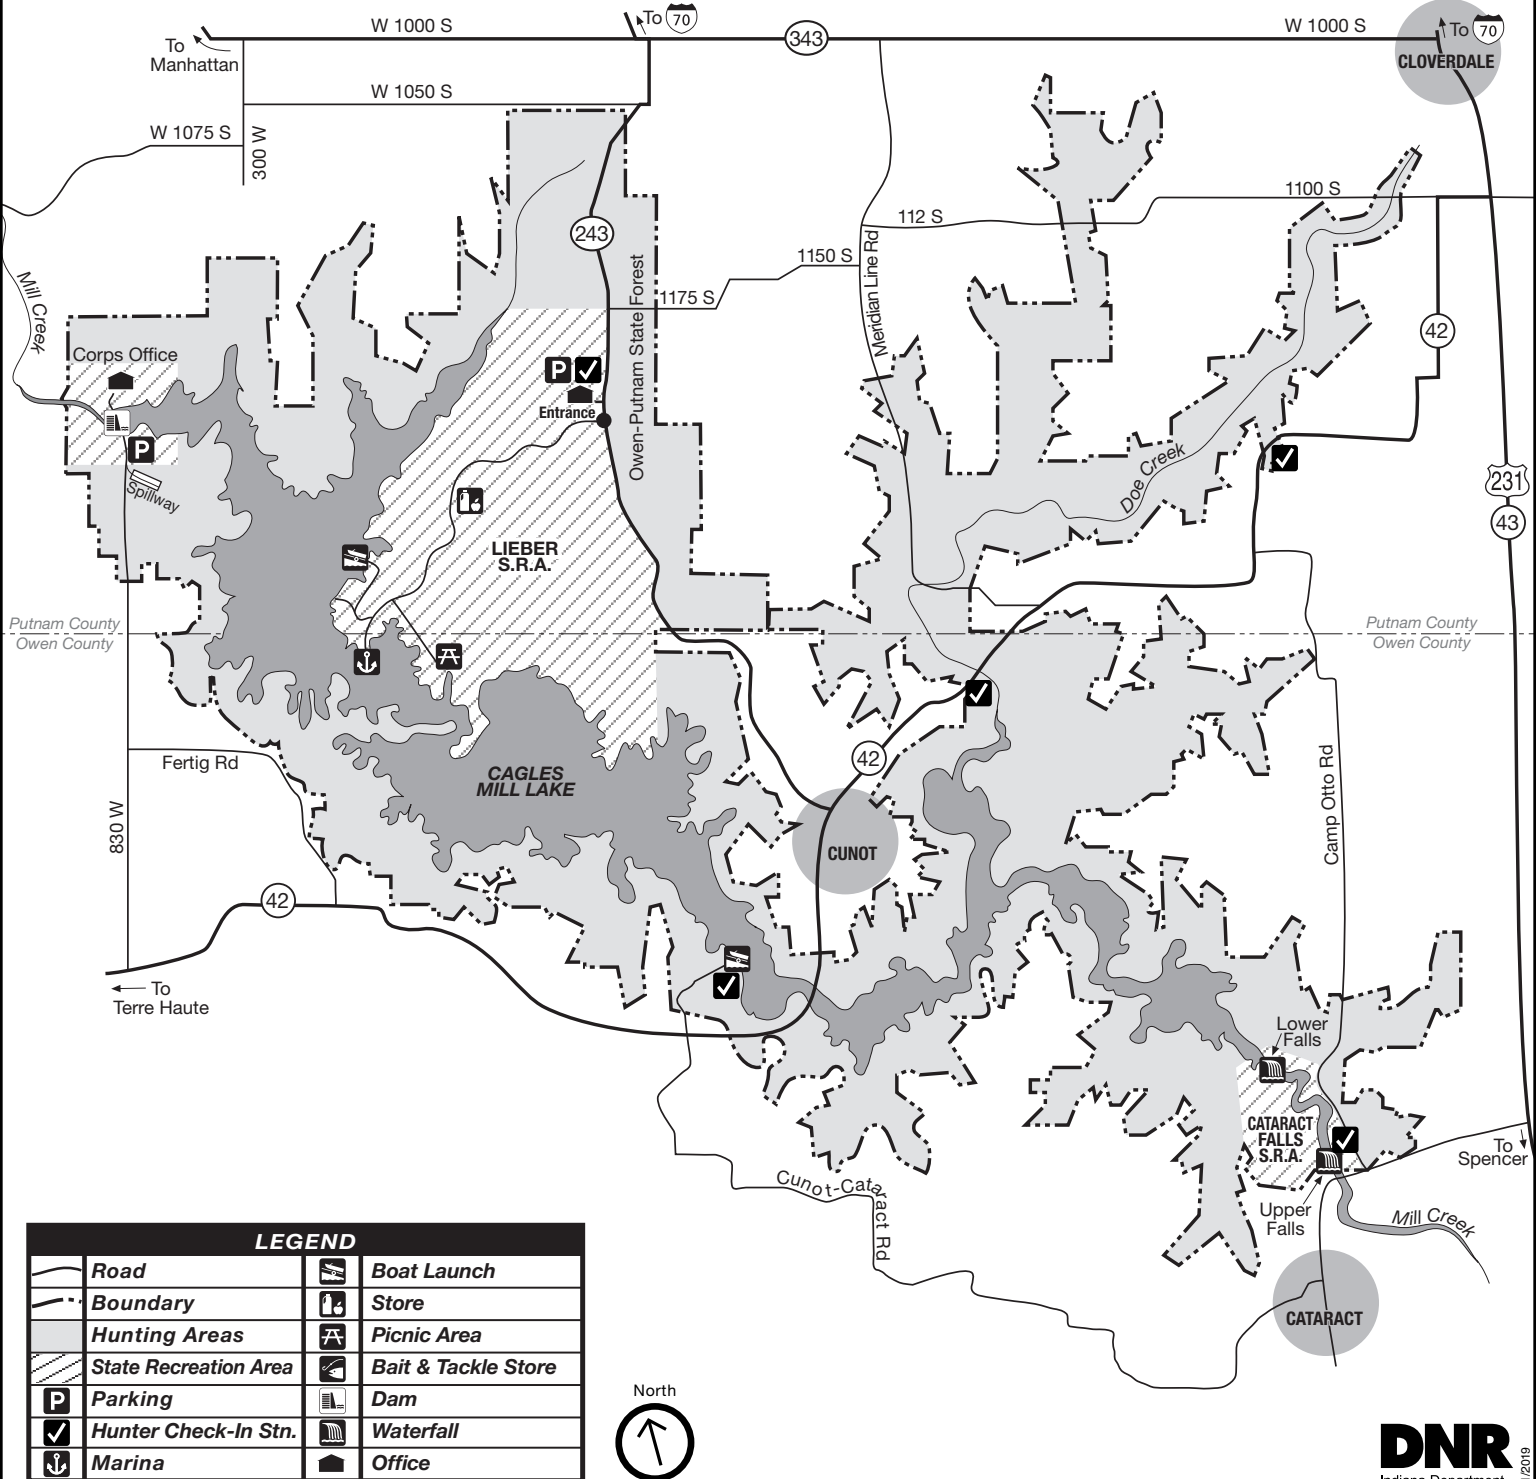 W 1000 S
To 70
343
W 1000 S
To 70
To
Manhattan
CLOVERDALE
W 1050 S
W 1075 S
300 W
1100 S
112 S
243
Meridian Line Rd
1150 S
Owen-Putnam State Forest
1175 S
Mill Creek
42
Corps Office
P
Entrance
P
Spillway
Doe Creek
231
43
LIEBER
S.R.A.
Putnam County
Owen County
Putnam County
Owen County
42
Fertig Rd
CAGLES
MILL LAKE
Camp Otto Rd
830 W
CUNOT
42
To
Terre Haute
Lower
Falls
CATARACT
FALLS
S.R.A.
To
Spencer
Cunot-Cataract Rd
Upper
Falls
Mill Creek
CATARACT
LEGEND
Road
Boat Launch
Boundary
Store
Hunting Areas
Picnic Area
State Recreation Area
Bait & Tackle Store
P Parking
Dam
Hunter Check-In Stn.
Waterfall
Marina
Office
North
DNR
Indiana Department
/2019